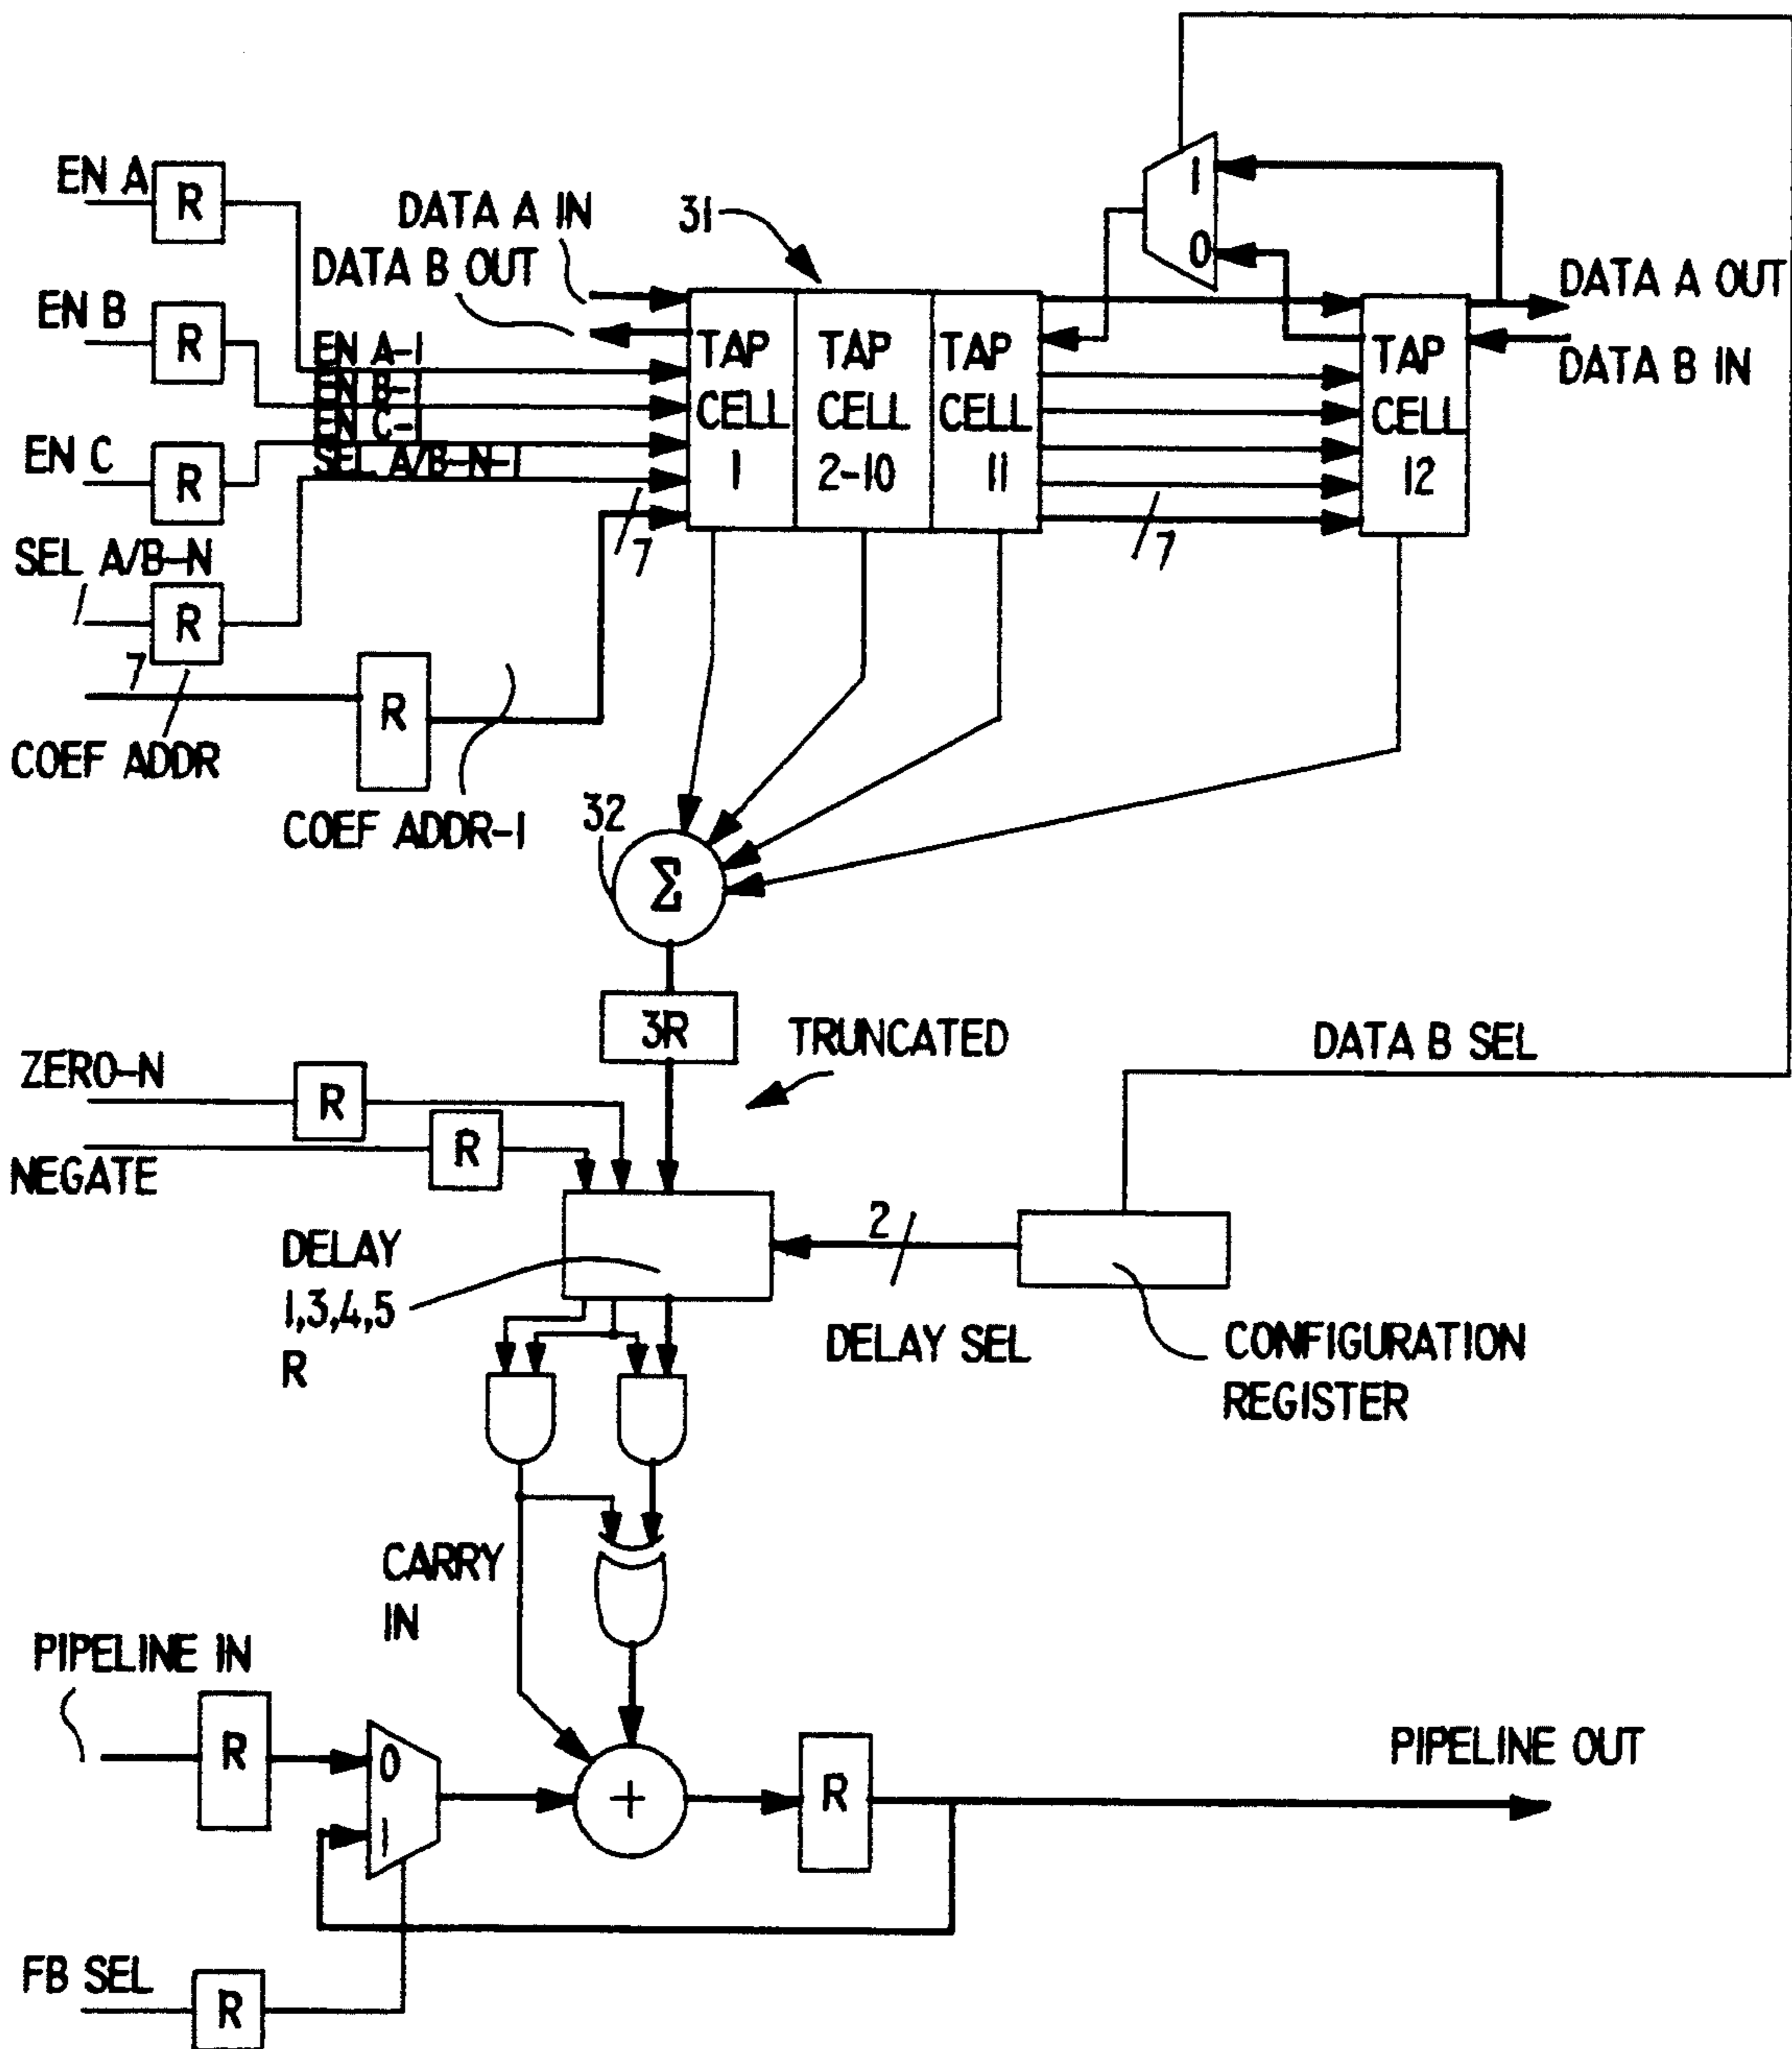 EN A
R
DATA A IN
31
1
DATA B OUT
0
DATA A OUT
EN B
R
EN A-1
TAP CELL 1
TAP CELL 2-10
TAP CELL 11
TAP CELL 12
DATA B IN
EN B-1
EN C-1
EN C
R
SEL A/B-N-1
7
7
SEL A/B-N
R
7
R
COEF ADDR
COEF ADDR-1
32
Σ
3R
TRUNCATED
DATA B SEL
ZERO-N
R
R
NEGATE
2
DELAY
1,3,4,5
R
DELAY SEL
CONFIGURATION
REGISTER
CARRY
IN
PIPELINE IN
R
0
1
+
R
PIPELINE OUT
FB SEL
R